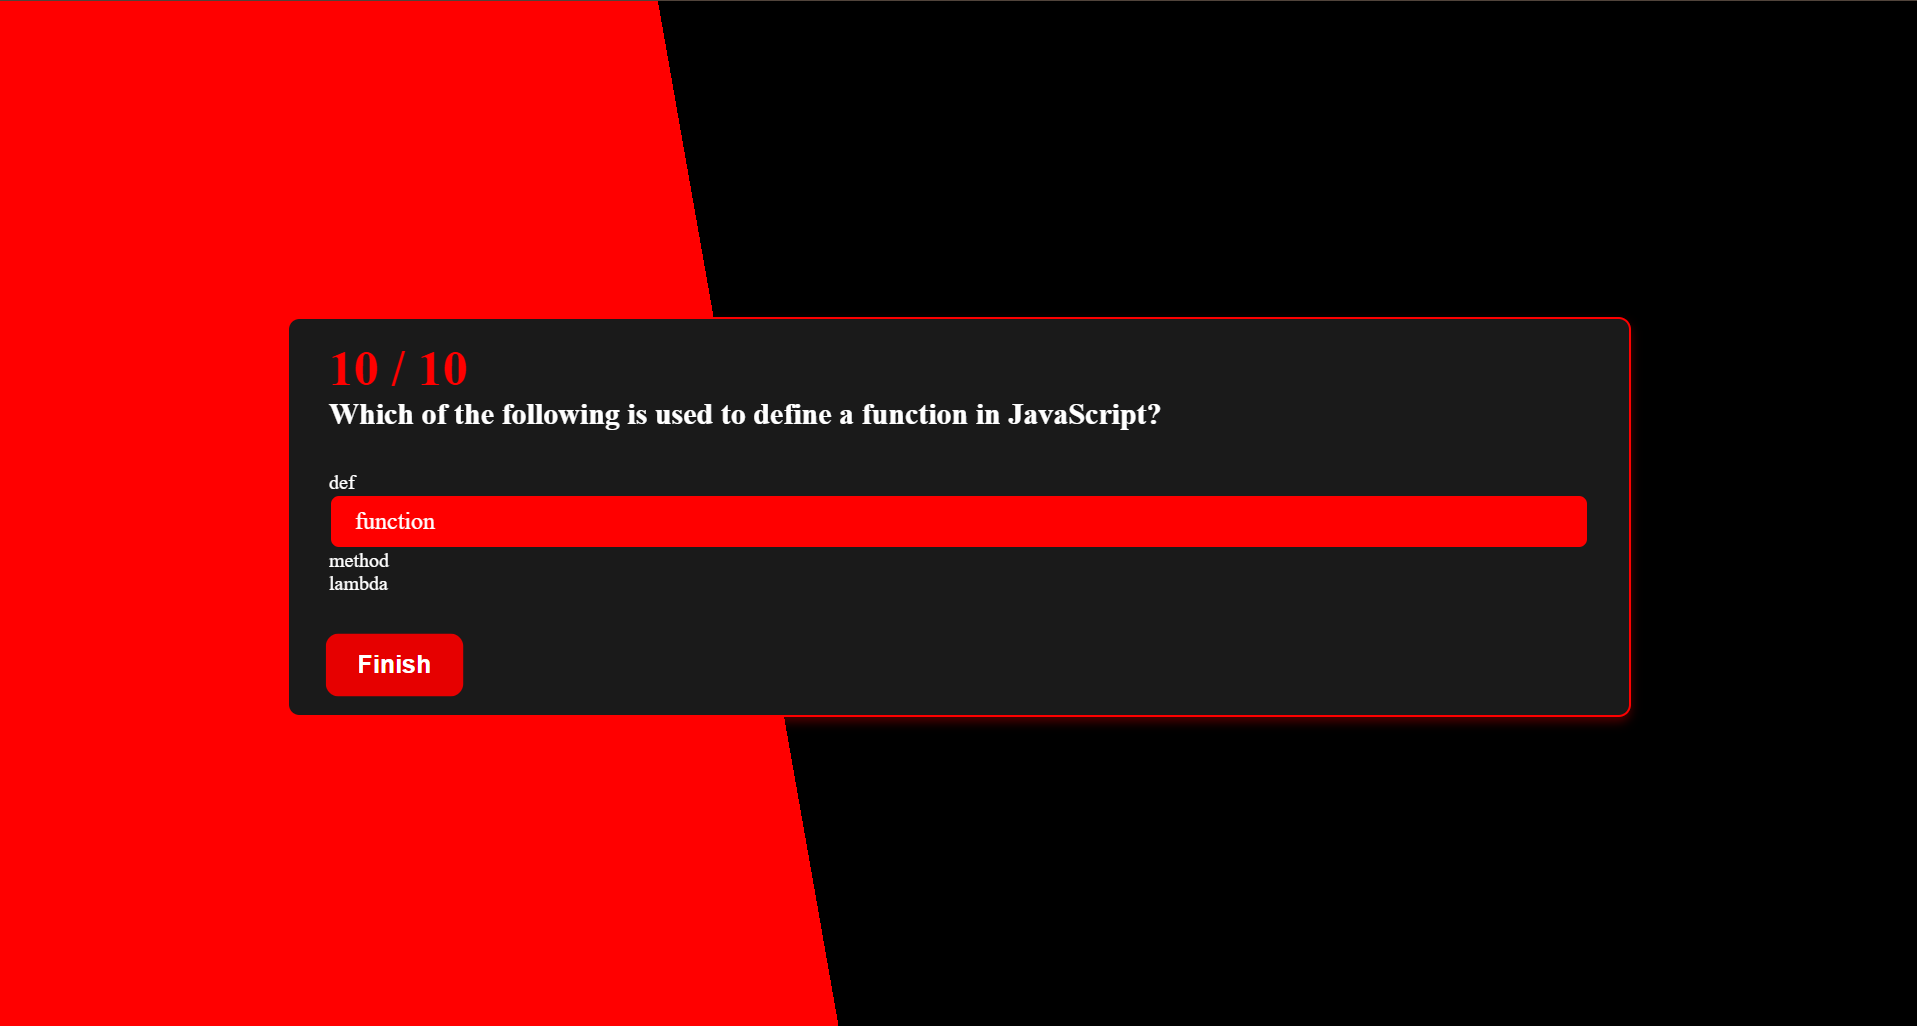 10 / 10
Which of the following is used to define a function in JavaScript?
def
function
method
lambda
Finish